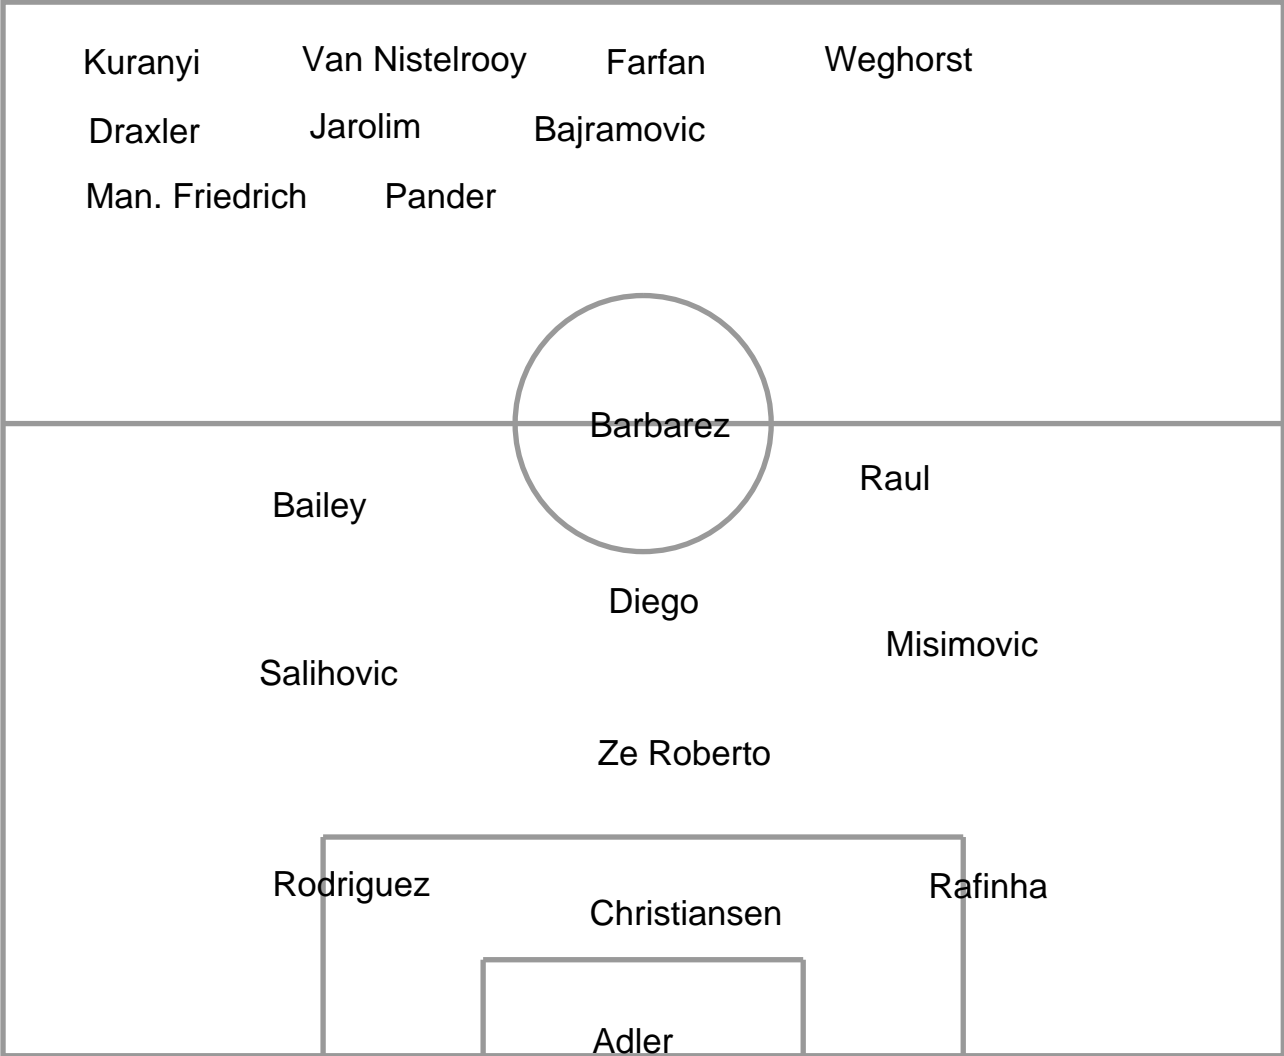 Kuranyi Van Nistelrooy Farfan Weghorst
Draxler Jarolim Bajramovic
Man. Friedrich Pander
Barbarez
Raul
Bailey
Diego
Misimovic
Salihovic
Ze Roberto
Rodriguez
Rafinha
Christiansen
Adler